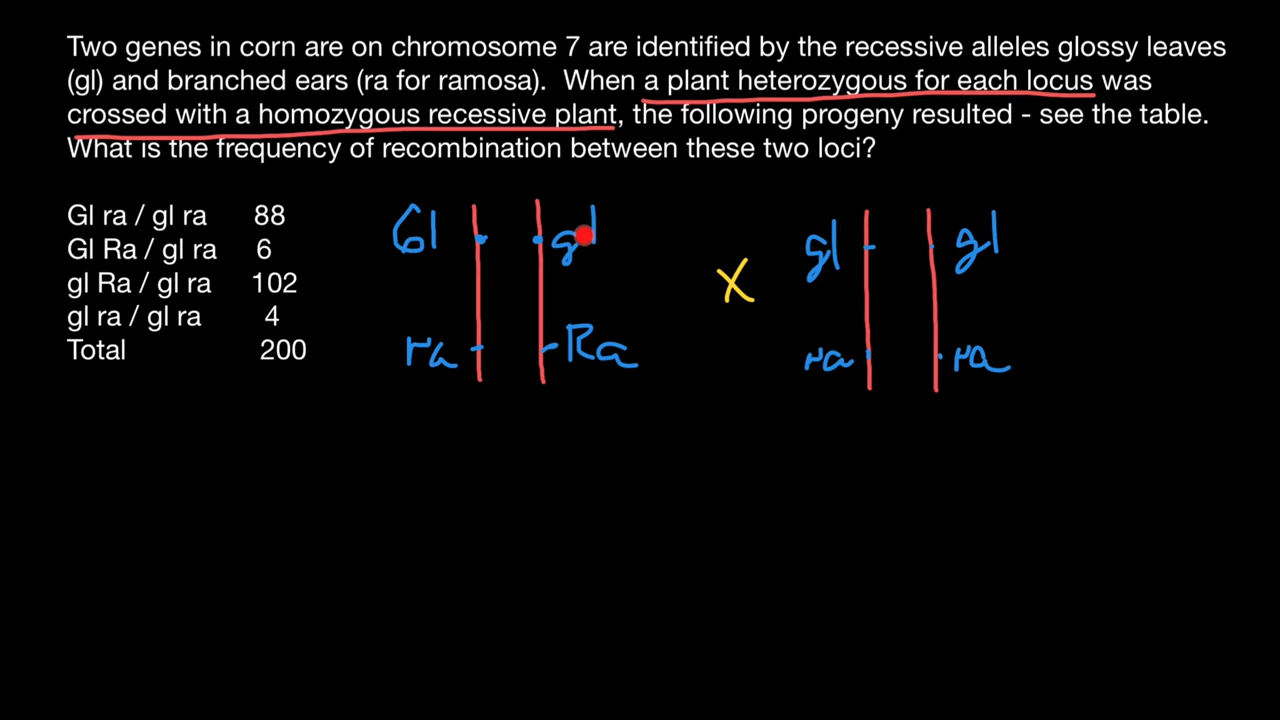 Two genes in corn are on chromosome 7 are identified by the recessive alleles glossy leaves
(gl) and branched ears (ra for ramosa). When a plant heterozygous for each locus was
crossed with a homozygous recessive plant, the following progeny resulted - see the table.
What is the frequency of recombination between these two loci?
Gl ra / gl ra 88
Gl Ra / gl ra 6
gl Ra / gl ra 102
gl ra / gl ra 4
Total 200
Gl gl X gl gl
ra Ra ra ra